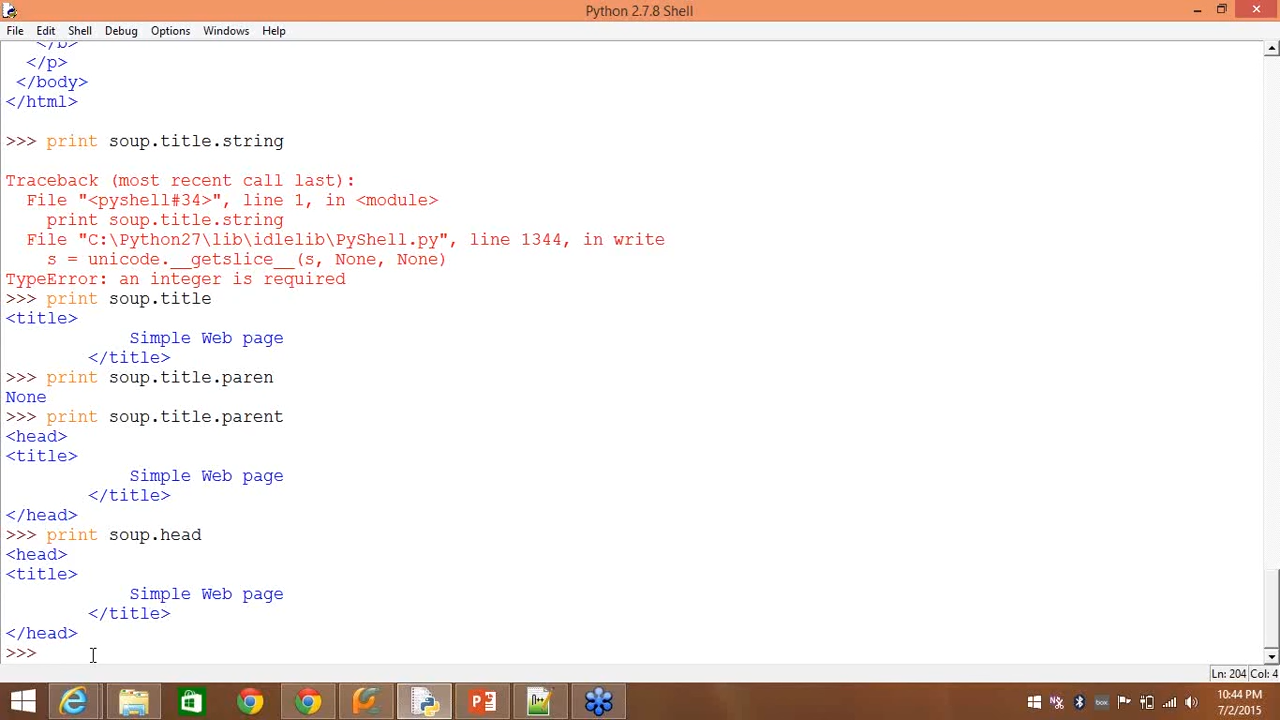 Python 2.7.8 Shell
File Edit Shell Debug Options Windows Help
</b>
</p>
</body>
</html>
>>> print soup.title.string
Traceback (most recent call last):
File "<pyshell#34>", line 1, in <module>
print soup.title.string
File "C:\Python27\lib\idlelib\PyShell.py", line 1344, in write
s = unicode.__getslice__(s, None, None)
TypeError: an integer is required
>>> print soup.title
<title>
Simple Web page
</title>
>>> print soup.title.paren
None
>>> print soup.title.parent
<head>
<title>
Simple Web page
</title>
</head>
>>> print soup.head
<head>
<title>
Simple Web page
</title>
</head>
>>>
Ln: 204 Col: 4
10:44 PM
7/2/2015